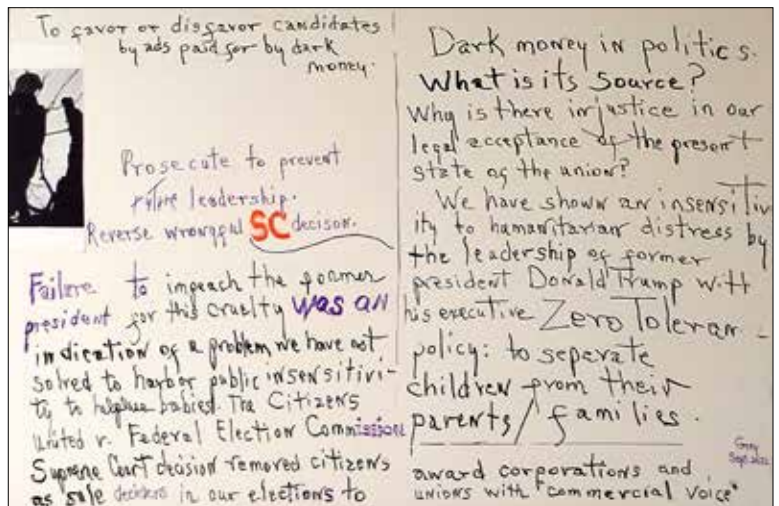 To favor or disfavor candidates
by ads paid for by dark
money.
Prosecute to prevent
future leadership.
Reverse wrongful SC decison.
Failure to impeach the former
president for this cruelty was an
indication of a problem we have not
solved to harbor public insensitivi-
ty to helpless babies. The Citizens
United v. Federal Election Commission
Supreme Court decision removed citizens
as sole deciders in our elections to
Dark money in politics.
What is its source?
Why is there injustice in our
legal acceptance of the present
state of the union?
We have shown an insensitiv
ity to humanitarian distress by
the leadership of former
president Donald Trump with
his executive Zero Toleran -
policy: to separate
children from their
parents/families.
award corporations and
unions with "commercial voice"
Sept. 2022